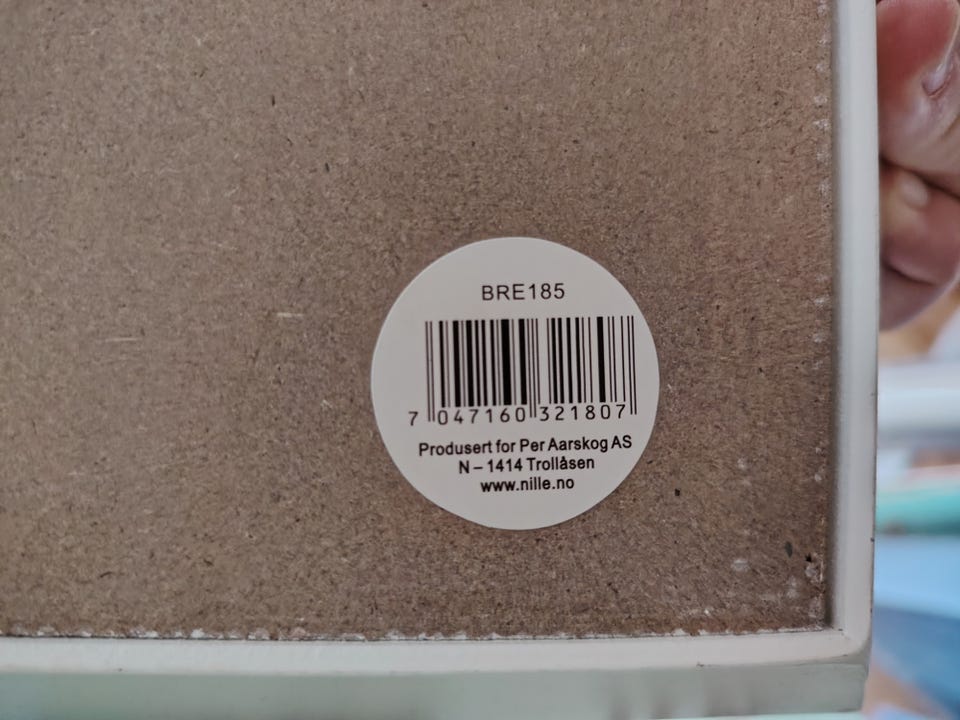 BRE185
7 047160 321807
Produsert for Per Aarskog AS
N – 1414 Trollåsen
www.nille.no